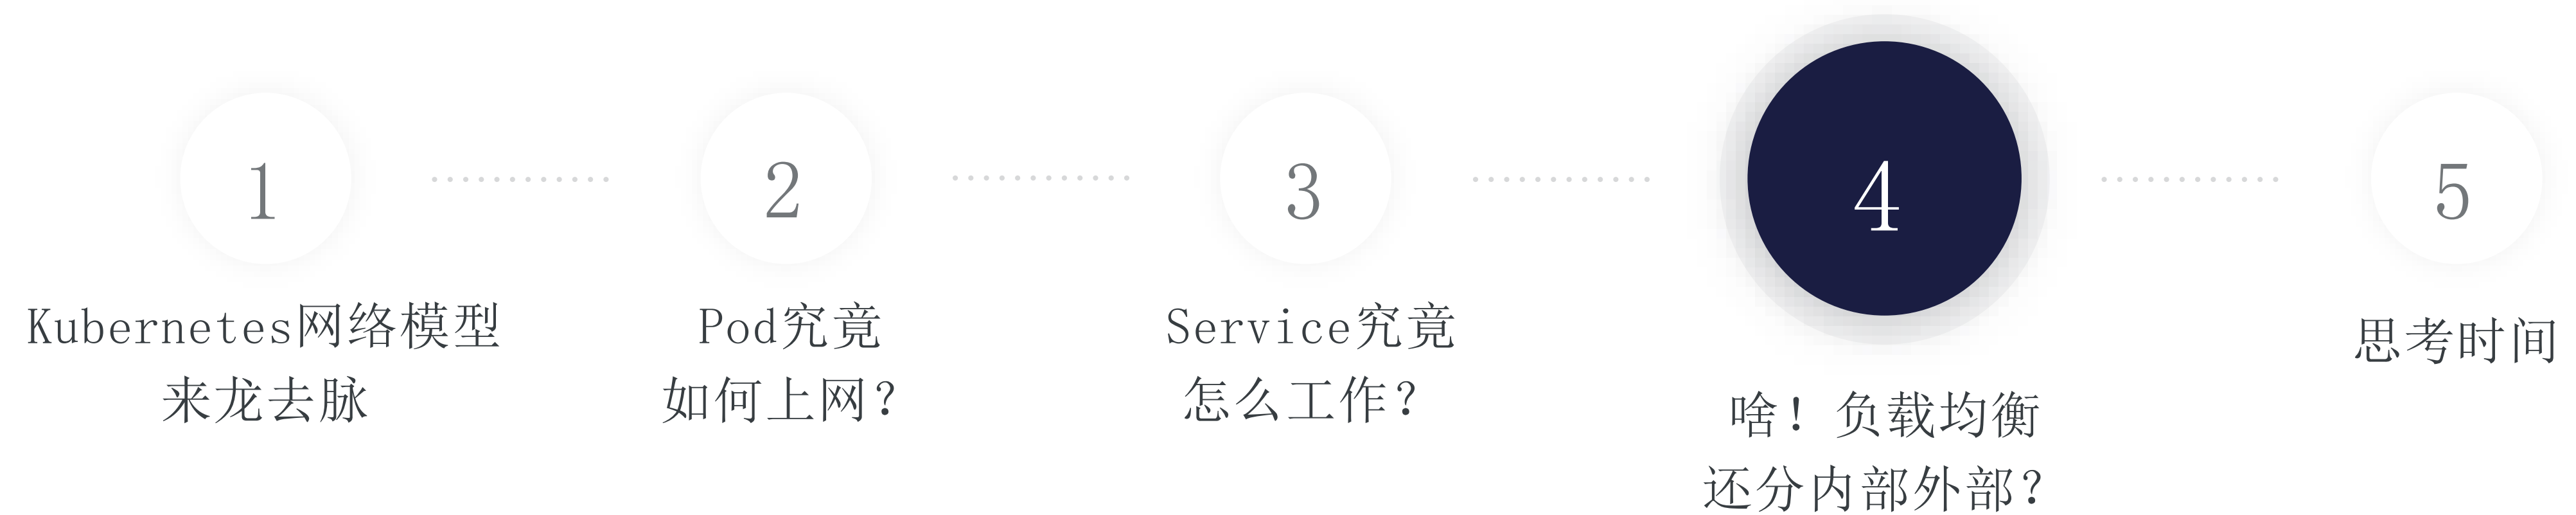 1
Kubernetes网络模型
来龙去脉
2
Pod究竟
如何上网？
3
Service究竟
怎么工作？
4
啥！负载均衡
还分内部外部？
5
思考时间